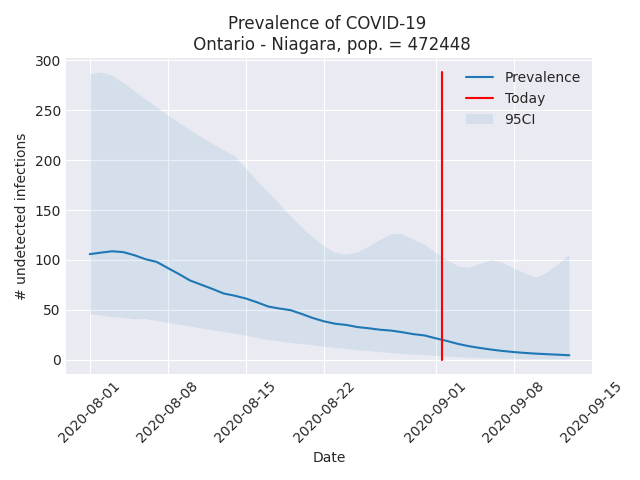 Prevalence of COVID-19
Ontario - Niagara, pop. = 472448
300
250
200
150
100
50
0
# undetected infections
Prevalence
Today
95CI
2020-08-01
2020-08-08
2020-08-15
2020-08-22
2020-09-01
2020-09-08
2020-09-15
Date